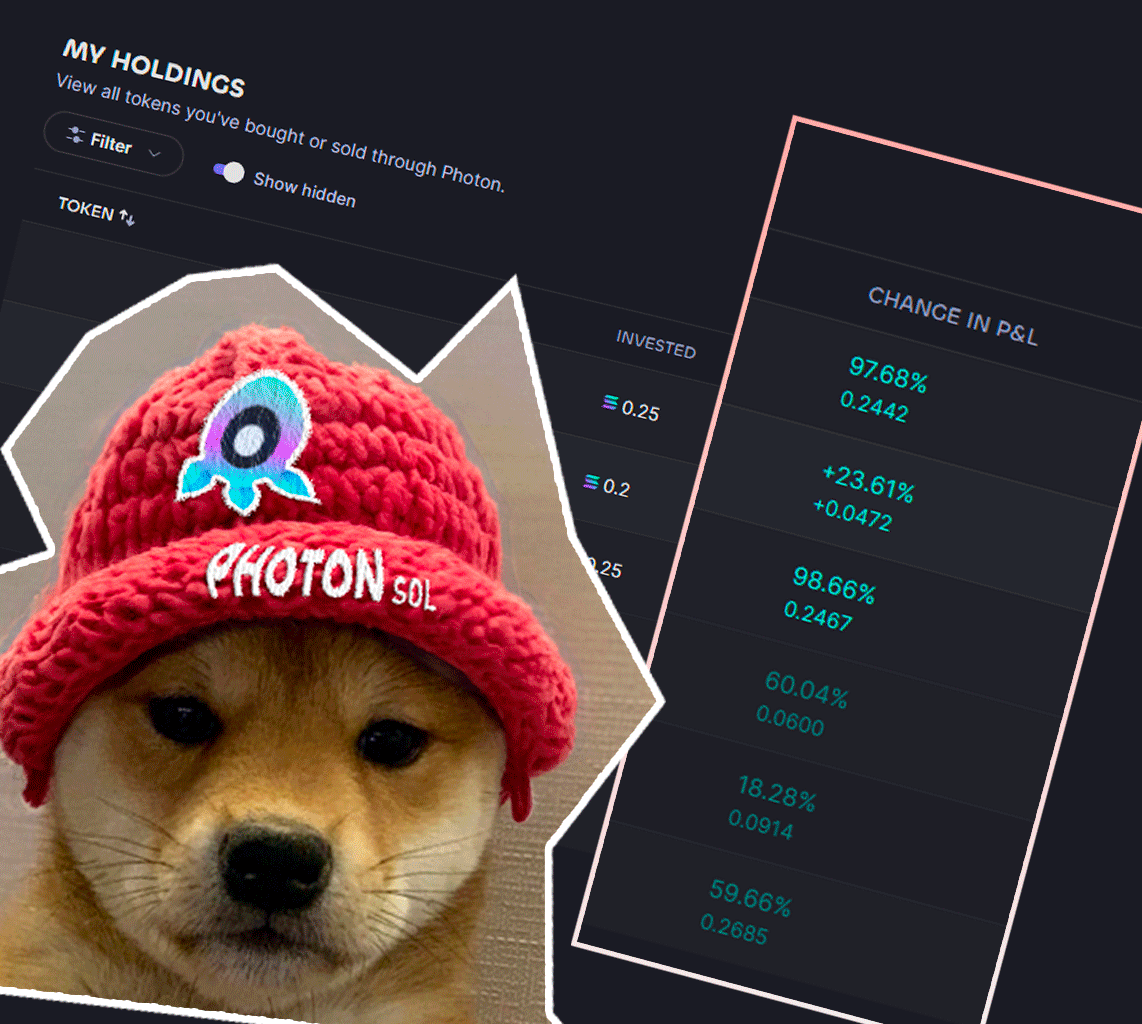 MY HOLDINGS
View all tokens you've bought or sold through Photon.
Filter
Show hidden
TOKEN
INVESTED
CHANGE IN P&L
0.25
97.68%
0.2442
0.2
+23.61%
+0.0472
0.25
98.66%
0.2467
60.04%
0.0600
18.28%
0.0914
59.66%
0.2685
PHOTON SOL